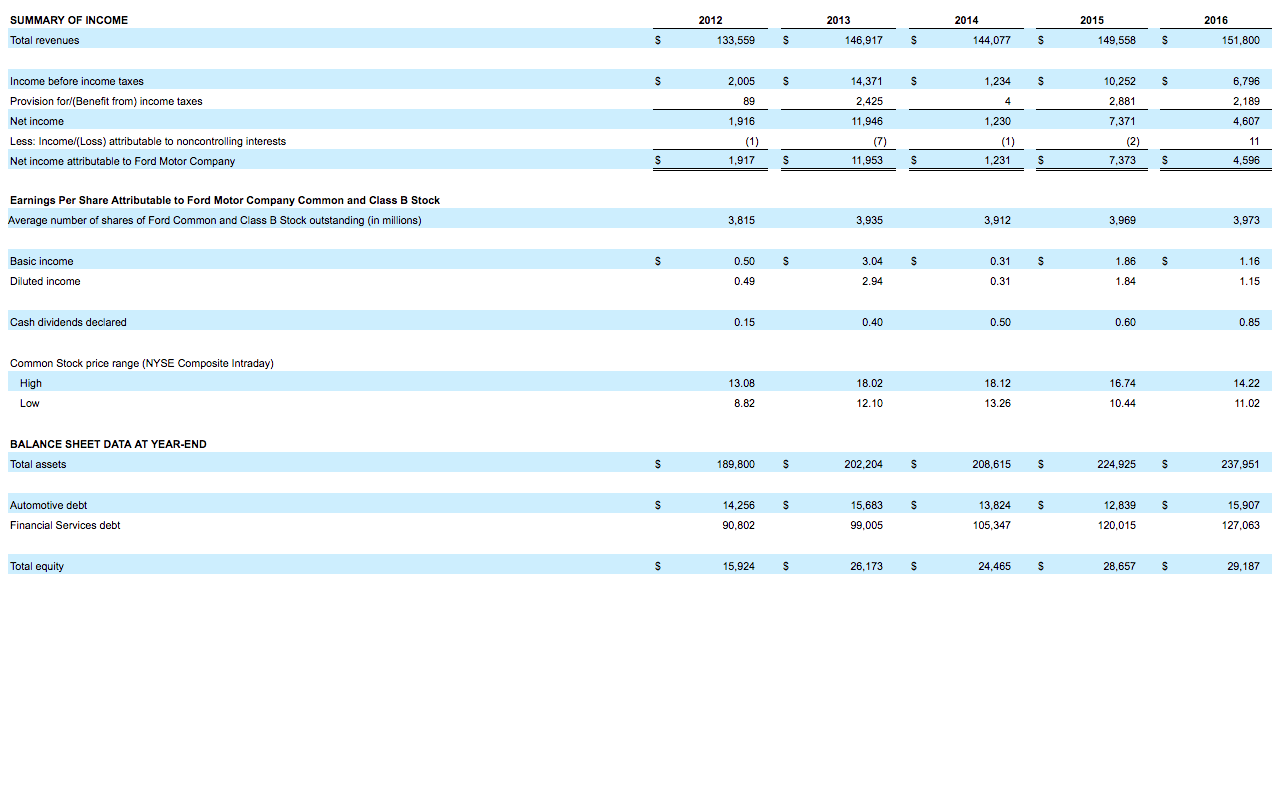 SUMMARY OF INCOME 2012 2013 2014 2015 2016
Total revenues $ 133,559 $ 146,917 $ 144,077 $ 149,558 $ 151,800
Income before income taxes $ 2,005 $ 14,371 $ 1,234 $ 10,252 $ 6,796
Provision for/(Benefit from) income taxes 89 2,425 4 2,881 2,189
Net income 1,916 11,946 1,230 7,371 4,607
Less: Income/(Loss) attributable to noncontrolling interests (1) (7) (1) (2) 11
Net income attributable to Ford Motor Company $ 1,917 $ 11,953 $ 1,231 $ 7,373 $ 4,596
Earnings Per Share Attributable to Ford Motor Company Common and Class B Stock
Average number of shares of Ford Common and Class B Stock outstanding (in millions) 3,815 3,935 3,912 3,969 3,973
Basic income $ 0.50 $ 3.04 $ 0.31 $ 1.86 $ 1.16
Diluted income 0.49 2.94 0.31 1.84 1.15
Cash dividends declared 0.15 0.40 0.50 0.60 0.85
Common Stock price range (NYSE Composite Intraday)
High 13.08 18.02 18.12 16.74 14.22
Low 8.82 12.10 13.26 10.44 11.02
BALANCE SHEET DATA AT YEAR-END
Total assets $ 189,800 $ 202,204 $ 208,615 $ 224,925 $ 237,951
Automotive debt $ 14,256 $ 15,683 $ 13,824 $ 12,839 $ 15,907
Financial Services debt 90,802 99,005 105,347 120,015 127,063
Total equity $ 15,924 $ 26,173 $ 24,465 $ 28,657 $ 29,187